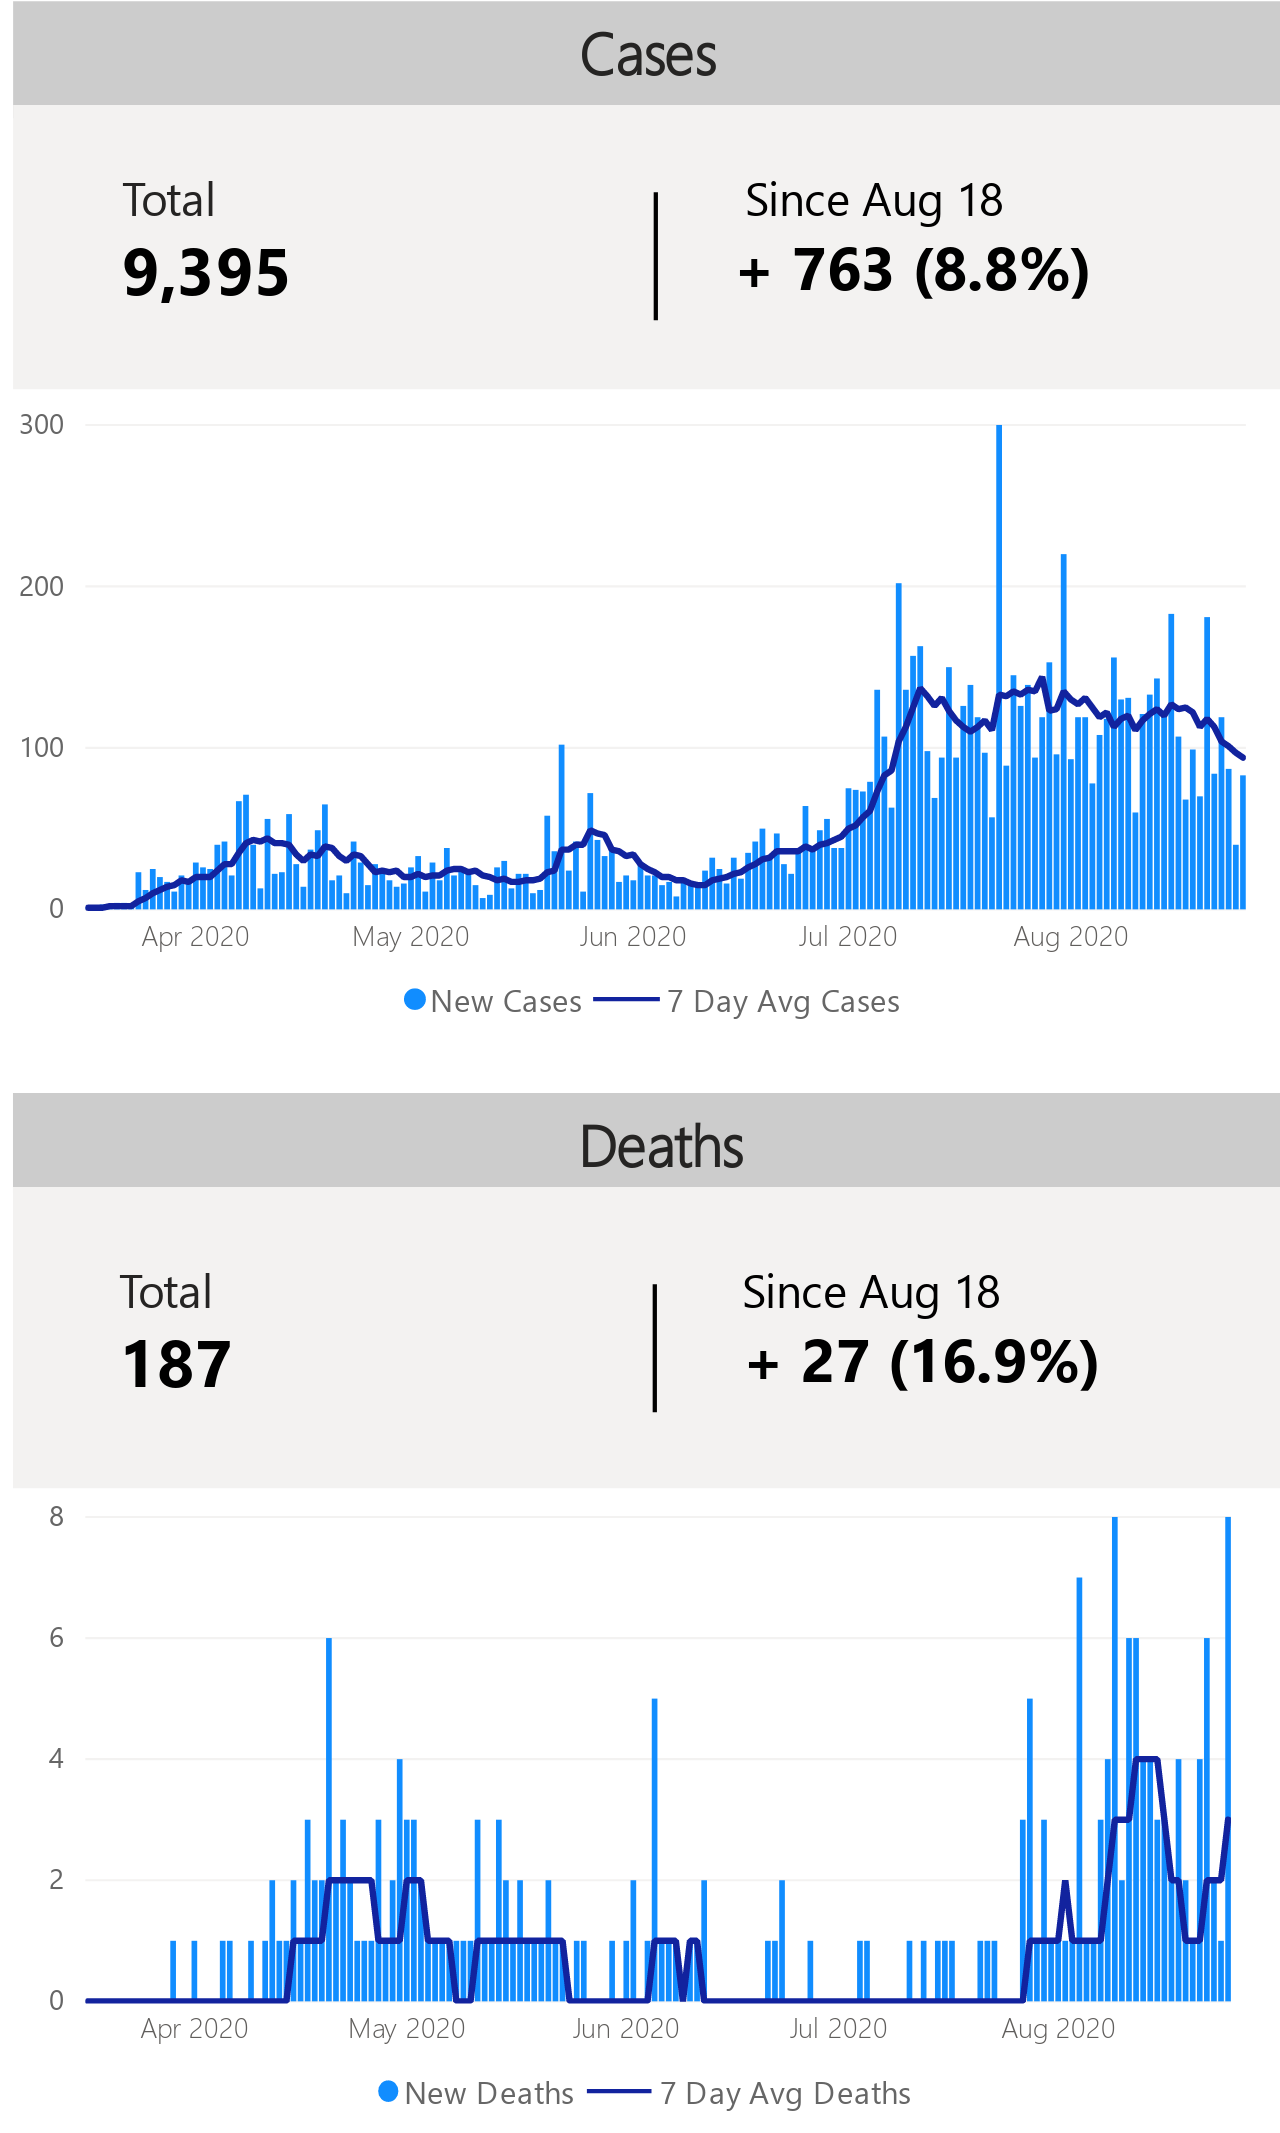 Cases
Total
Since Aug 18
9,395
+ 763 (8.8%)
300
200
100
0
Apr 2020 May 2020 Jun 2020 Jul 2020 Aug 2020
New Cases 7 Day Avg Cases
Deaths
Total
Since Aug 18
187
+ 27 (16.9%)
8
6
4
2
0
Apr 2020 May 2020 Jun 2020 Jul 2020 Aug 2020
New Deaths 7 Day Avg Deaths